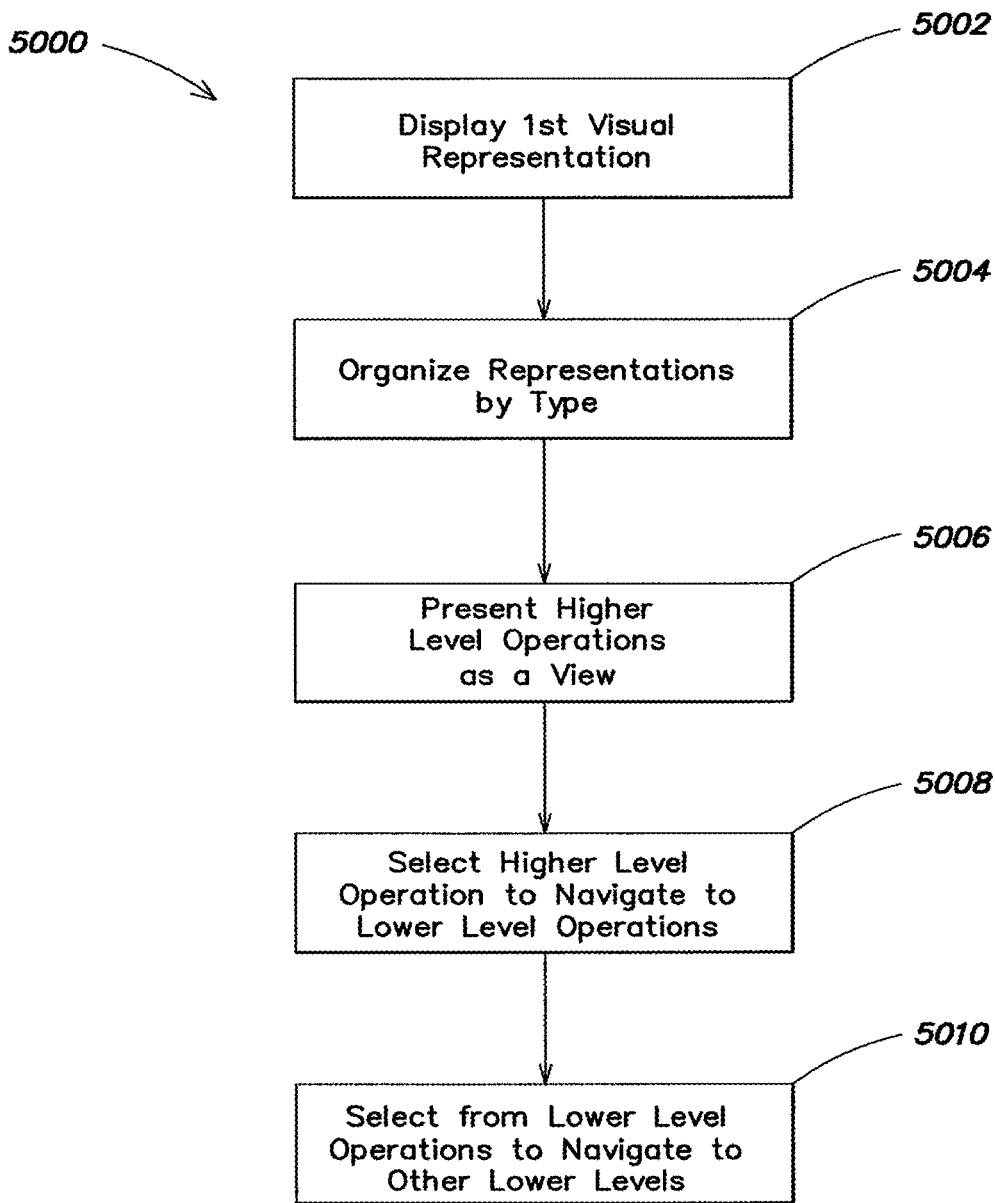 5000
5002
Display 1st Visual
Representation
5004
Organize Representations
by Type
5006
Present Higher
Level Operations
as a View
5008
Select Higher Level
Operation to Navigate to
Lower Level Operations
5010
Select from Lower Level
Operations to Navigate to
Other Lower Levels